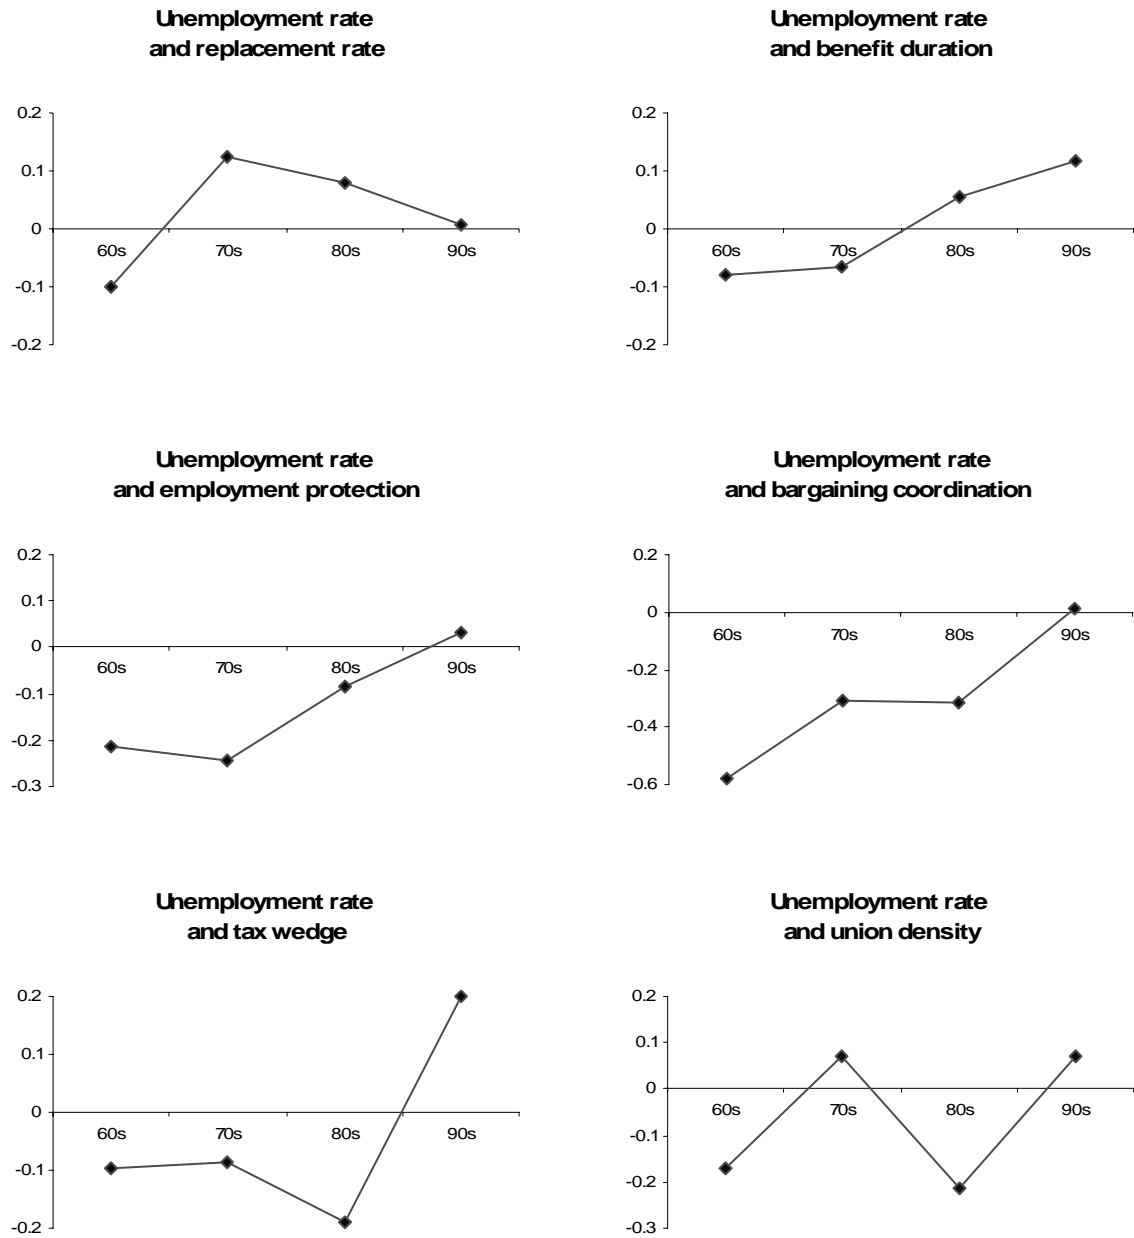 Unemployment rate
and replacement rate
0.2
0.1
0
-0.1
-0.2
60s 70s 80s 90s
Unemployment rate
and benefit duration
0.2
0.1
0
-0.1
-0.2
60s 70s 80s 90s
Unemployment rate
and employment protection
0.2
0.1
0
-0.1
-0.2
-0.3
60s 70s 80s 90s
Unemployment rate
and bargaining coordination
0.2
0
-0.2
-0.4
-0.6
60s 70s 80s 90s
Unemployment rate
and tax wedge
0.2
0.1
0
-0.1
-0.2
60s 70s 80s 90s
Unemployment rate
and union density
0.2
0.1
0
-0.1
-0.2
-0.3
60s 70s 80s 90s